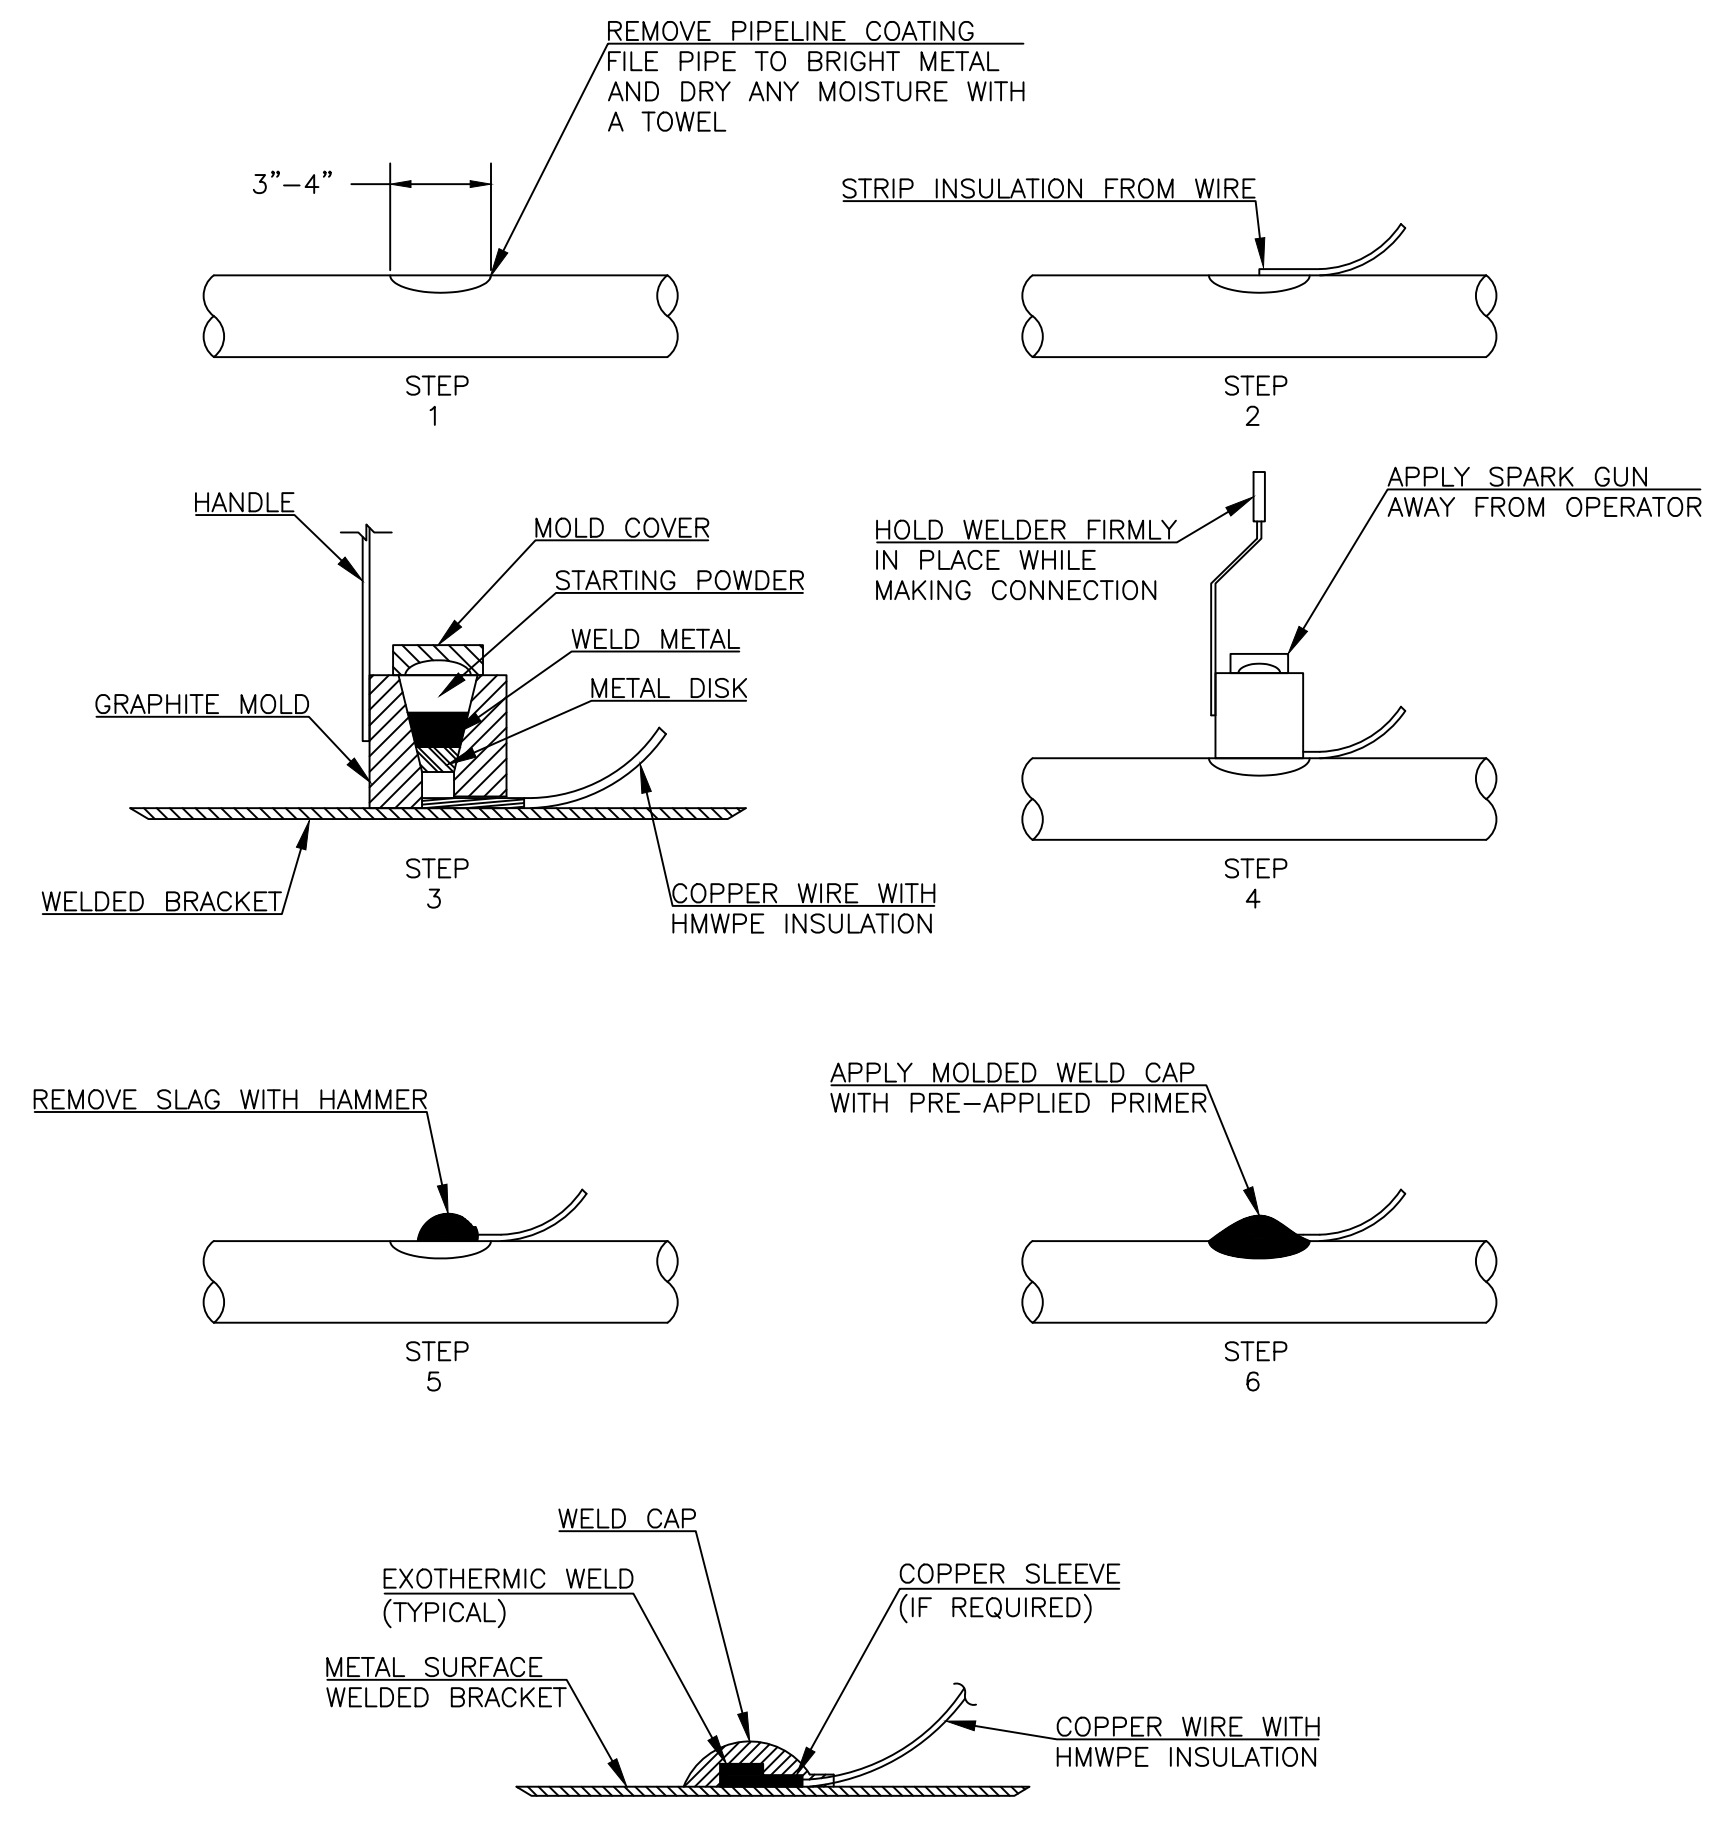 REMOVE PIPELINE COATING
FILE PIPE TO BRIGHT METAL
AND DRY ANY MOISTURE WITH
A TOWEL
3"-4"
STEP
1
STRIP INSULATION FROM WIRE
STEP
2
HANDLE
MOLD COVER
STARTING POWDER
WELD METAL
METAL DISK
GRAPHITE MOLD
WELDED BRACKET
COPPER WIRE WITH
HMWPE INSULATION
STEP
3
APPLY SPARK GUN
AWAY FROM OPERATOR
HOLD WELDER FIRMLY
IN PLACE WHILE
MAKING CONNECTION
STEP
4
REMOVE SLAG WITH HAMMER
STEP
5
APPLY MOLDED WELD CAP
WITH PRE-APPLIED PRIMER
STEP
6
WELD CAP
EXOTHERMIC WELD
(TYPICAL)
COPPER SLEEVE
(IF REQUIRED)
METAL SURFACE
WELDED BRACKET
COPPER WIRE WITH
HMWPE INSULATION